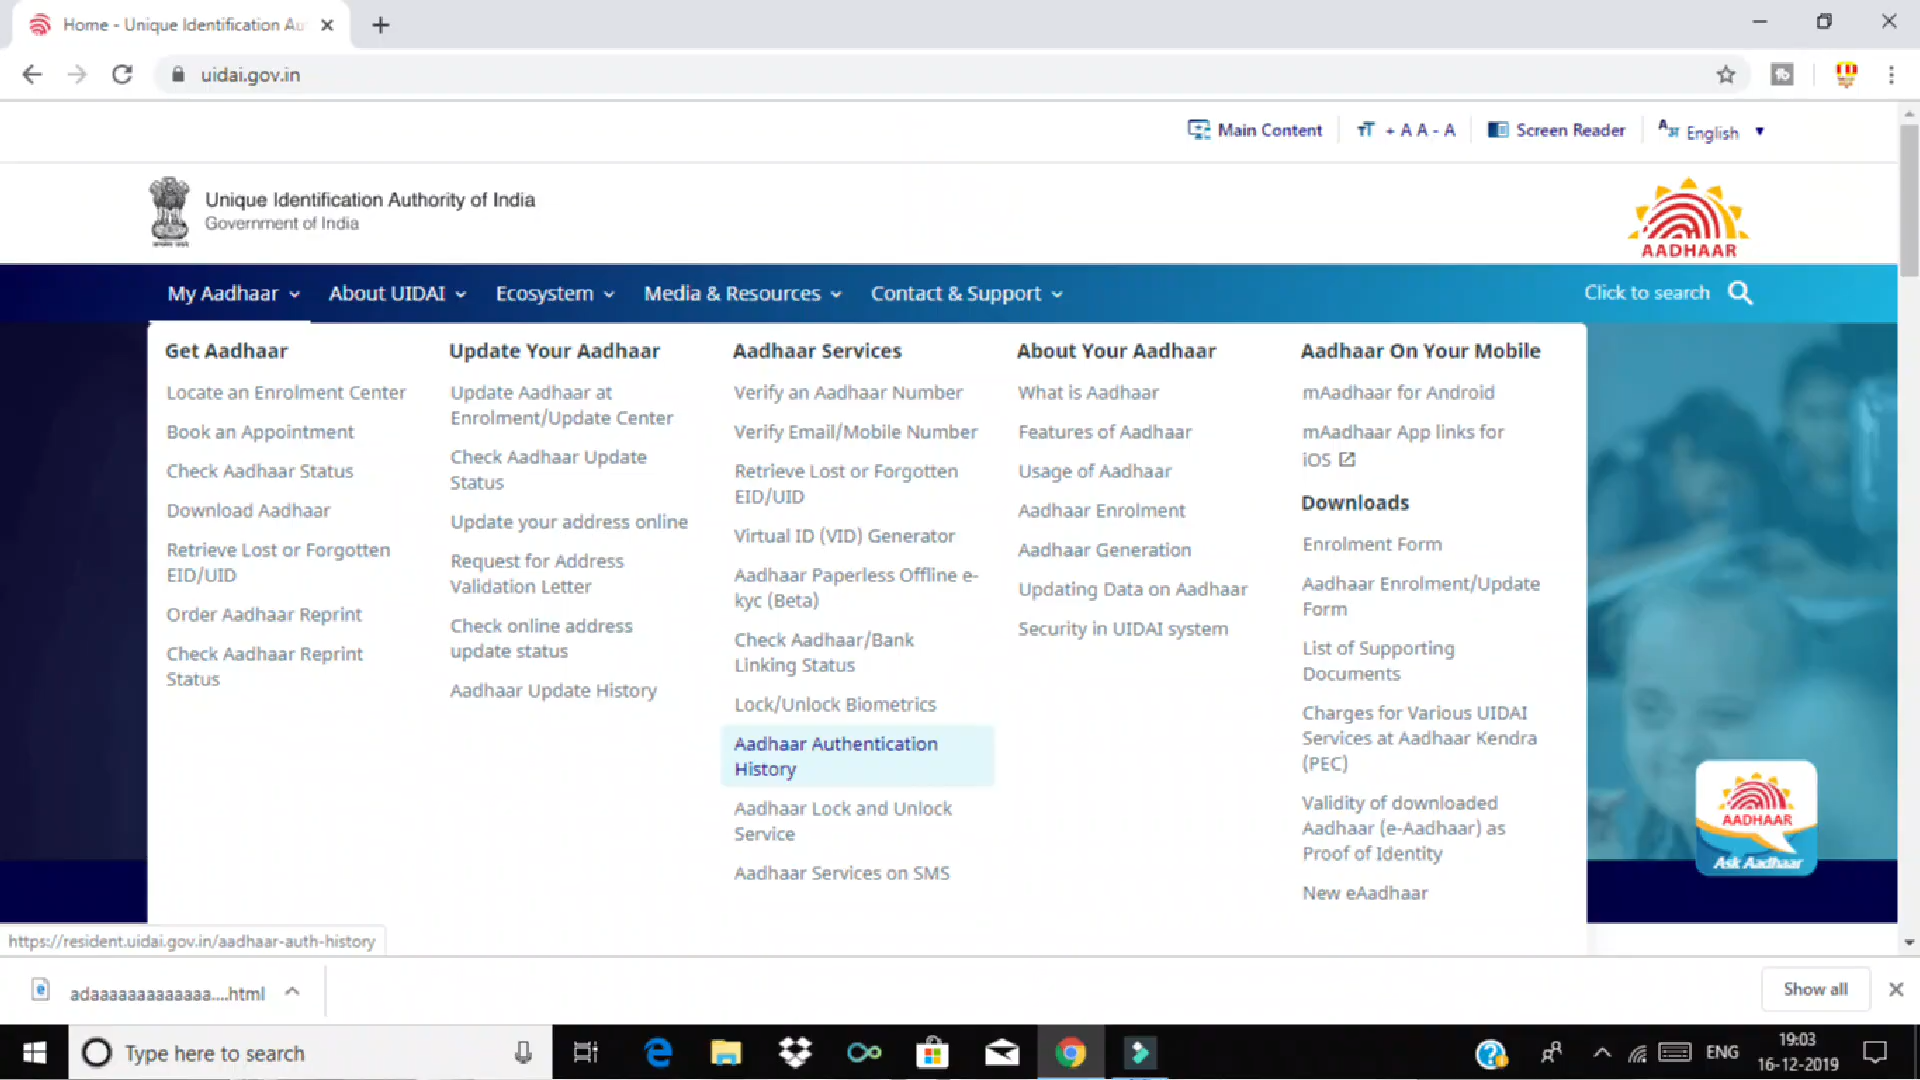 Home - Unique Identification Au
uidai.gov.in
Main Content
+ A A - A
Screen Reader
English
Unique Identification Authority of India
Government of India
AADHAAR
My Aadhaar
About UIDAI
Ecosystem
Media & Resources
Contact & Support
Click to search
Get Aadhaar
Locate an Enrolment Center
Book an Appointment
Check Aadhaar Status
Download Aadhaar
Retrieve Lost or Forgotten
EID/UID
Order Aadhaar Reprint
Check Aadhaar Reprint
Status
Update Your Aadhaar
Update Aadhaar at
Enrolment/Update Center
Check Aadhaar Update
Status
Update your address online
Request for Address
Validation Letter
Check online address
update status
Aadhaar Update History
Aadhaar Services
Verify an Aadhaar Number
Verify Email/Mobile Number
Retrieve Lost or Forgotten
EID/UID
Virtual ID (VID) Generator
Aadhaar Paperless Offline e-
kyc (Beta)
Check Aadhaar/Bank
Linking Status
Lock/Unlock Biometrics
Aadhaar Authentication
History
Aadhaar Lock and Unlock
Service
Aadhaar Services on SMS
About Your Aadhaar
What is Aadhaar
Features of Aadhaar
Usage of Aadhaar
Aadhaar Enrolment
Aadhaar Generation
Updating Data on Aadhaar
Security in UIDAI system
Aadhaar On Your Mobile
mAadhaar for Android
mAadhaar App links for
iOS
Downloads
Enrolment Form
Aadhaar Enrolment/Update
Form
List of Supporting
Documents
Charges for Various UIDAI
Services at Aadhaar Kendra
(PEC)
Validity of downloaded
Aadhaar (e-Aadhaar) as
Proof of Identity
New eAadhaar
AADHAAR
Ask Aadhaar
https://resident.uidai.gov.in/aadhaar-auth-history
adaaaaaaaaaaaaa....html
Show all
Type here to search
ENG
19:03
16-12-2019